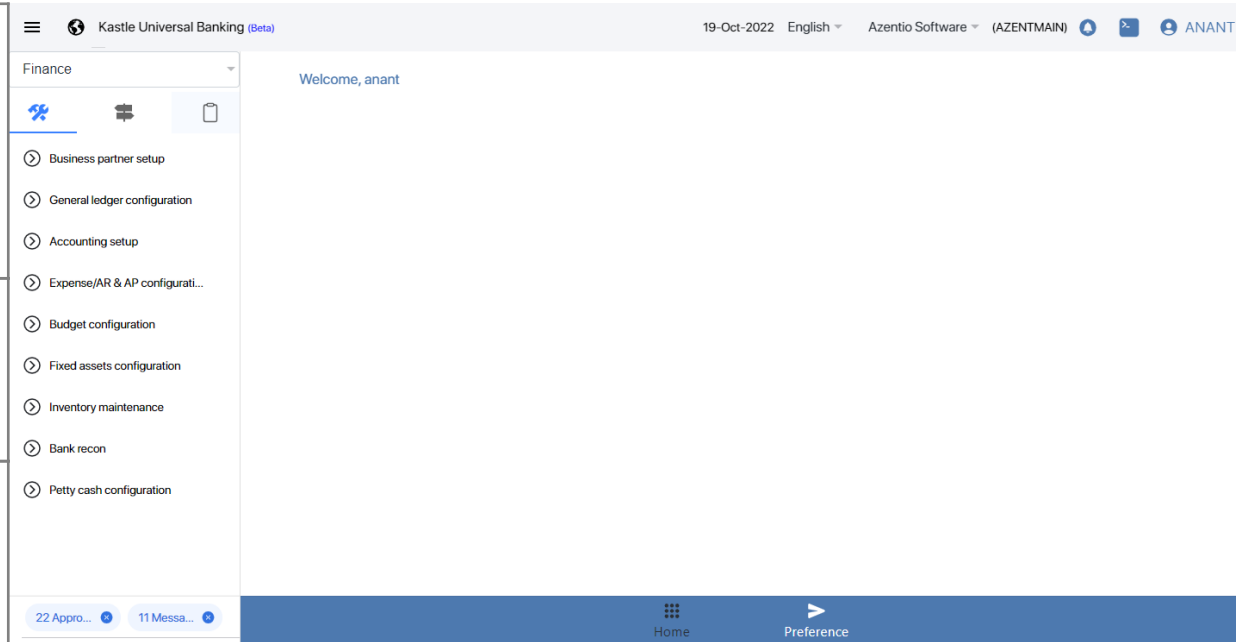 Kastle Universal Banking (Beta) 19-Oct-2022 English Azentio Software (AZENTMAIN) ANANT
Finance
Welcome, anant
Business partner setup
General ledger configuration
Accounting setup
Expense/AR & AP configurati...
Budget configuration
Fixed assets configuration
Inventory maintenance
Bank recon
Petty cash configuration
22 Appro... 11 Messa...
Home Preference